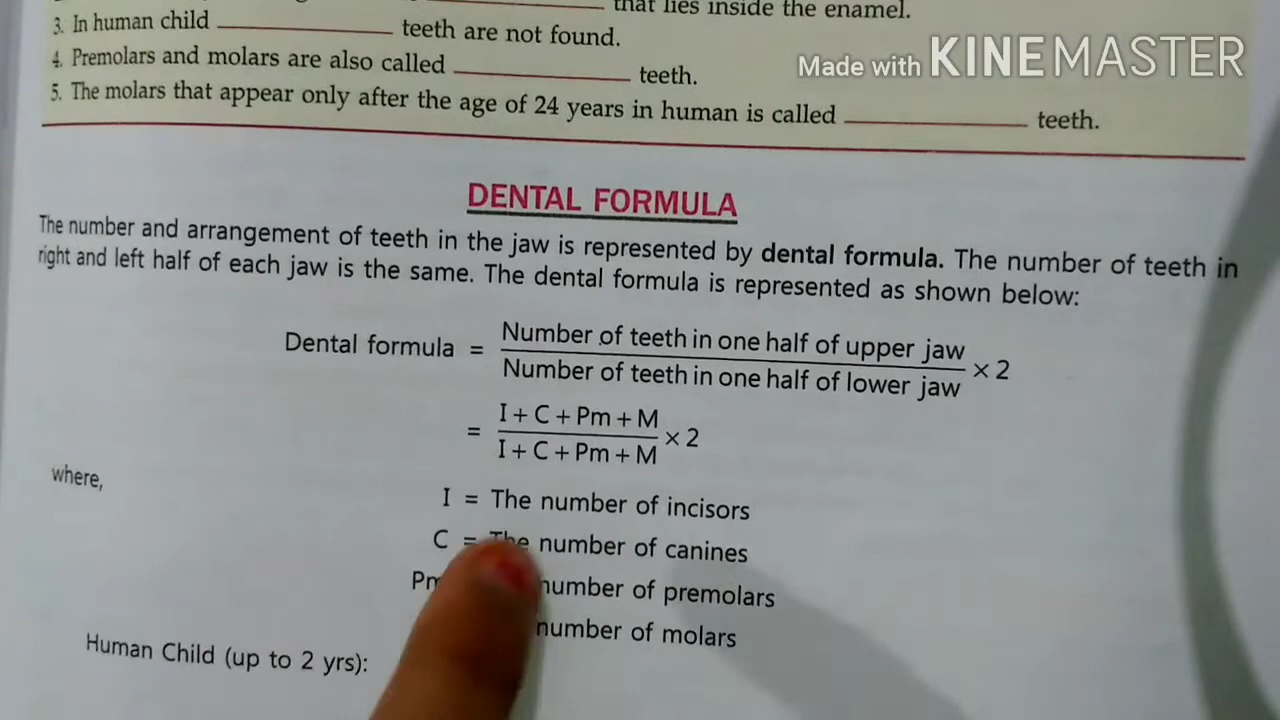 that lies inside the enamel.
3. In human child ____________ teeth are not found.
4. Premolars and molars are also called ____________ teeth.
5. The molars that appear only after the age of 24 years in human is called ____________ teeth.
Made with KINEMASTER
DENTAL FORMULA
The number and arrangement of teeth in the jaw is represented by dental formula. The number of teeth in
right and left half of each jaw is the same. The dental formula is represented as shown below:
Dental formula = Number of teeth in one half of upper jaw / Number of teeth in one half of lower jaw × 2
= I + C + Pm + M / I + C + Pm + M × 2
where,
I = The number of incisors
C = The number of canines
Pm number of premolars
number of molars
Human Child (up to 2 yrs):